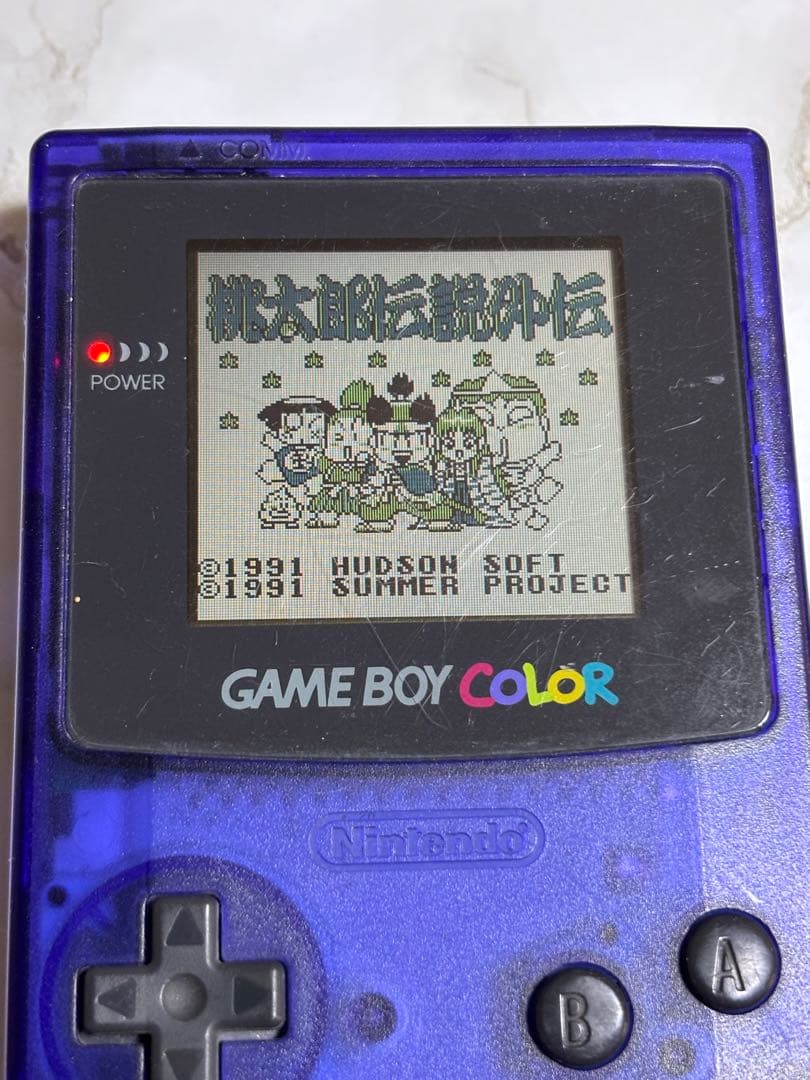 ▲ COMM.
桃太郎伝説外伝
POWER
©1991 HUDSON SOFT
©1991 SUMMER PROJECT
GAME BOY COLOR
Nintendo
A
B